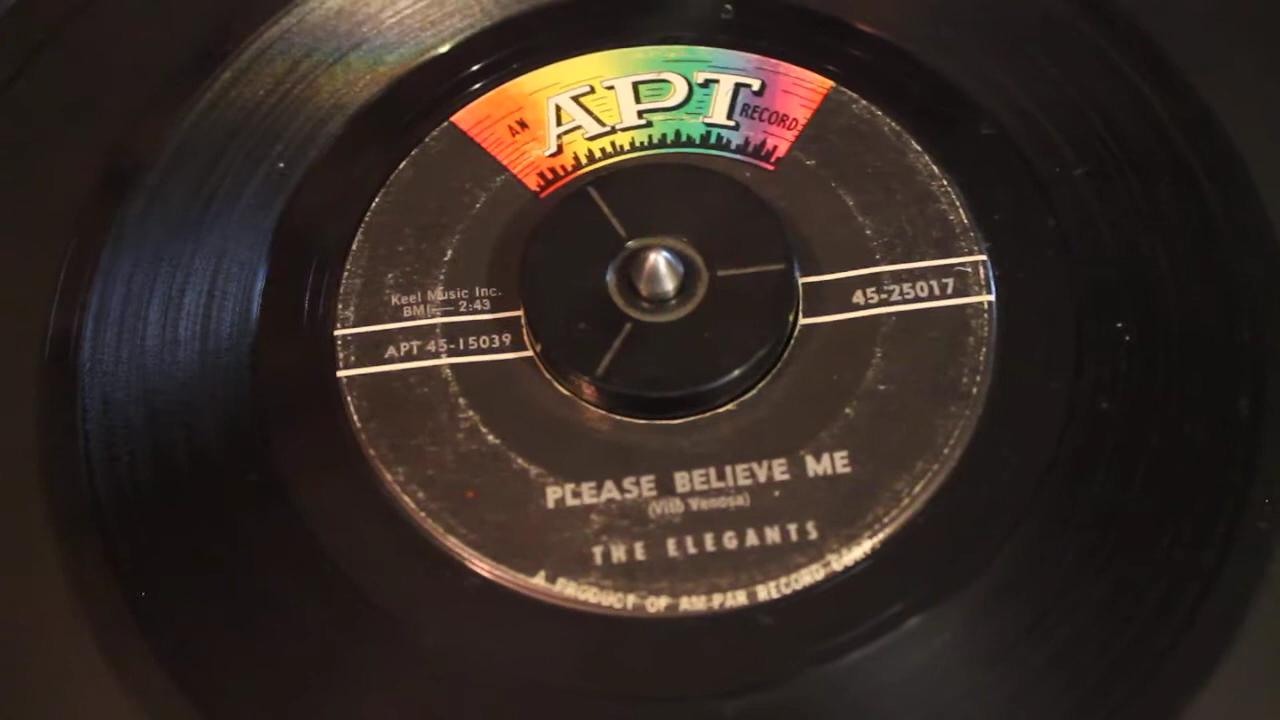 AN APT RECORD
Keel Music Inc.
BMI — 2:43
APT 45-15039
45-25017
PLEASE BELIEVE ME
(Vito Venosa)
THE ELEGANTS
A PRODUCT OF AM-PAR RECORD CORP.